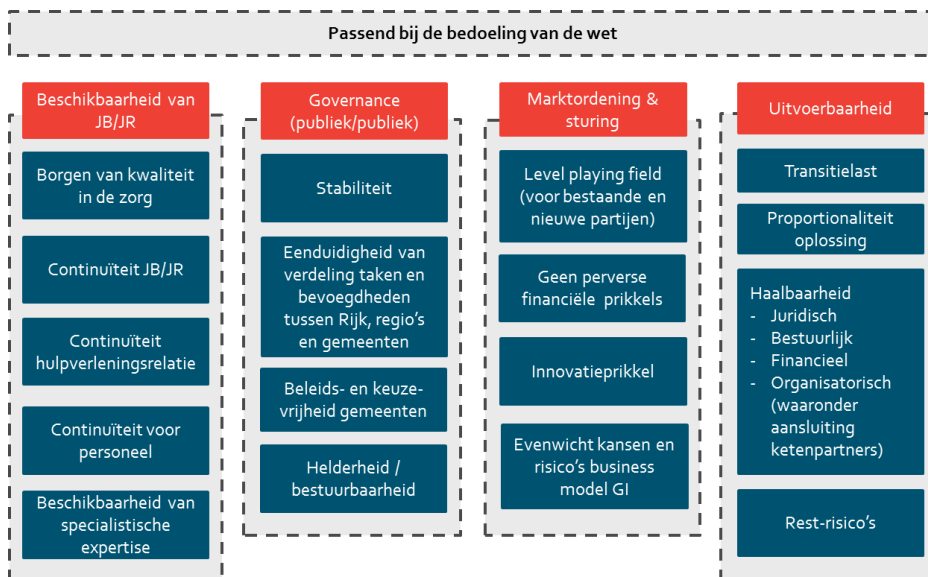 Passend bij de bedoeling van de wet
Beschikbaarheid van
JB/JR
Borgen van kwaliteit
in de zorg
Continuïteit JB/JR
Continuïteit
hulpverleningsrelatie
Continuïteit voor
personeel
Beschikbaarheid van
specialistische
expertise
Governance
(publiek/publiek)
Stabiliteit
Eenduidigheid van
verdeling taken en
bevoegdheden
tussen Rijk, regio's
en gemeenten
Beleids- en keuze-
vrijheid gemeenten
Helderheid /
bestuurbaarheid
Marktordening &
sturing
Level playing field
(voor bestaande en
nieuwe partijen)
Geen perverse
financiële prikkels
Innovatieprikkel
Evenwicht kansen en
risico's business
model GI
Uitvoerbaarheid
Transitielast
Proportionaliteit
oplossing
Haalbaarheid
- Juridisch
- Bestuurlijk
- Financieel
- Organisatorisch
(waaronder
aansluiting
ketenpartners)
Rest-risico's